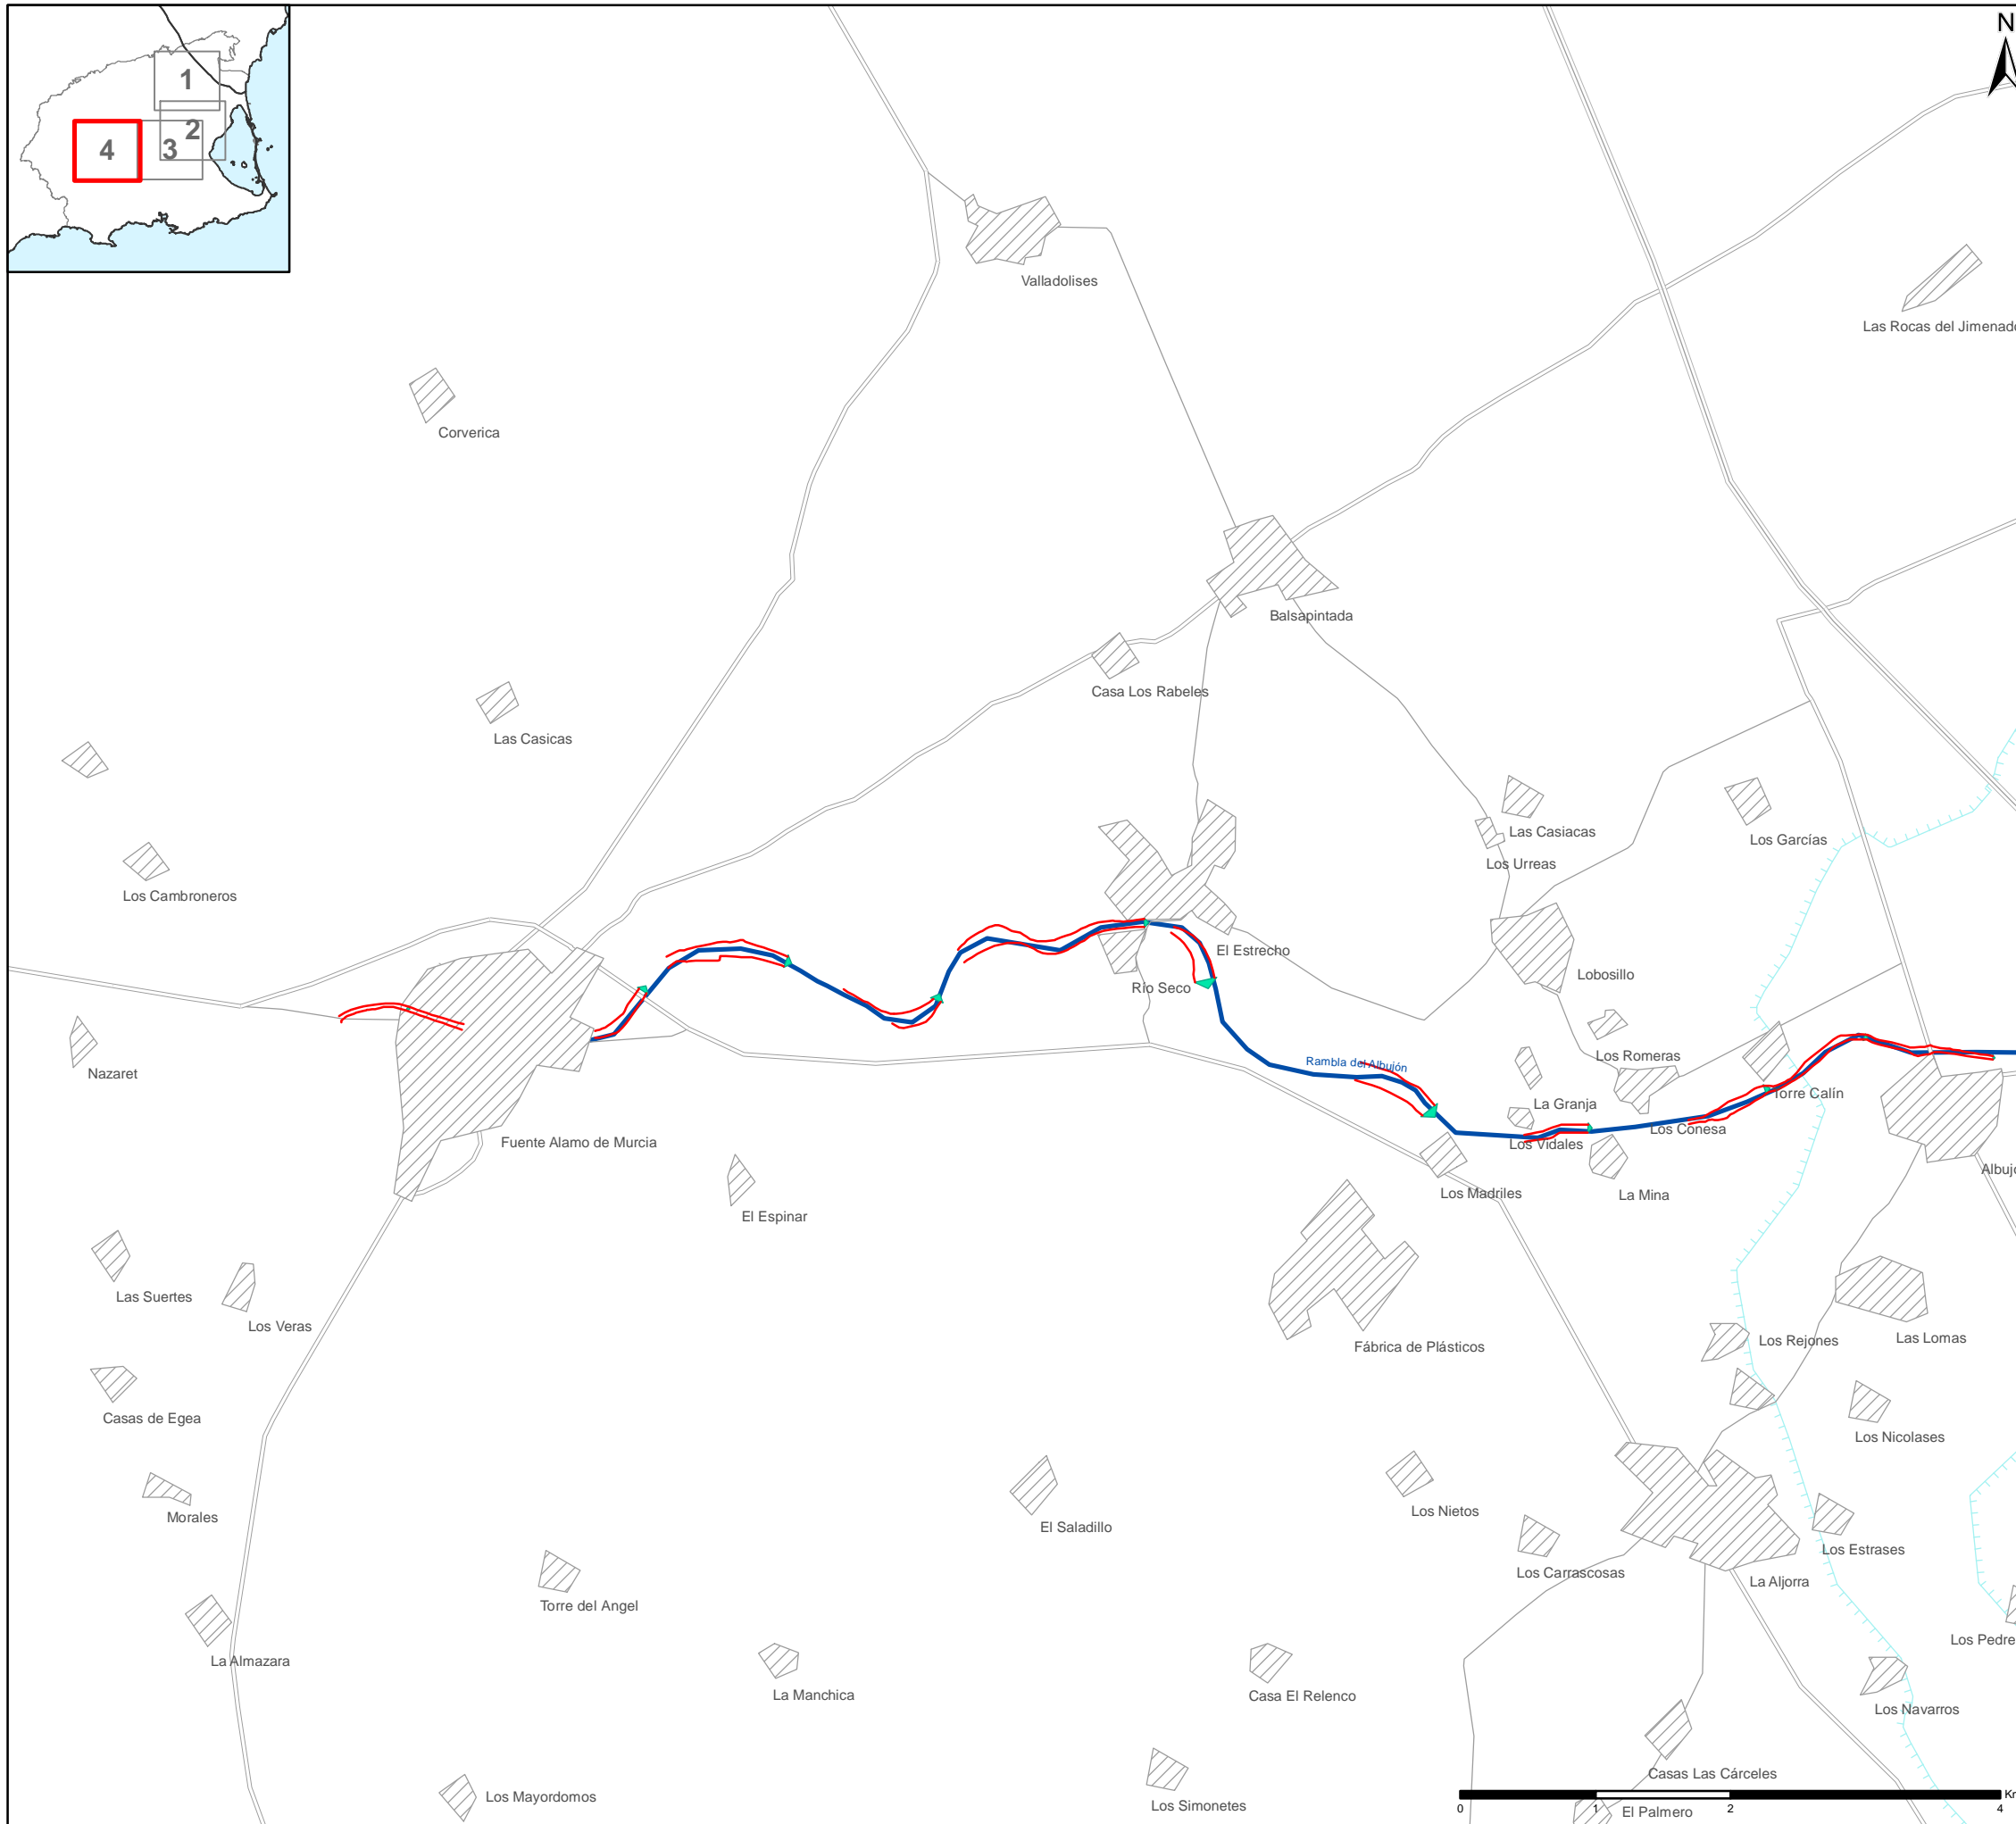 N
1
2
3
4
Valladolises
Las Rocas del Jimenado
Corverica
Balsapintada
Casa Los Rabeles
Las Casicas
Las Casiacas
Los Garcías
Los Urreas
Los Cambroneros
El Estrecho
Lobosillo
Río Seco
Los Romeras
Rambla del Albujón
Nazaret
Torre Calín
La Granja
Los Conesa
Fuente Alamo de Murcia
Los Vidales
Albujó
Los Madriles
La Mina
El Espinar
Las Suertes
Los Veras
Los Rejones
Las Lomas
Fábrica de Plásticos
Casas de Egea
Los Nicolases
Los Nietos
Morales
El Saladillo
Los Estrases
Los Carrascosas
La Aljorra
Torre del Angel
Los Pedre
La Almazara
La Manchica
Casa El Relenco
Los Navarros
Casas Las Cárceles
Los Mayordomos
Los Simonetes
El Palmero
Km
0 1 2 4